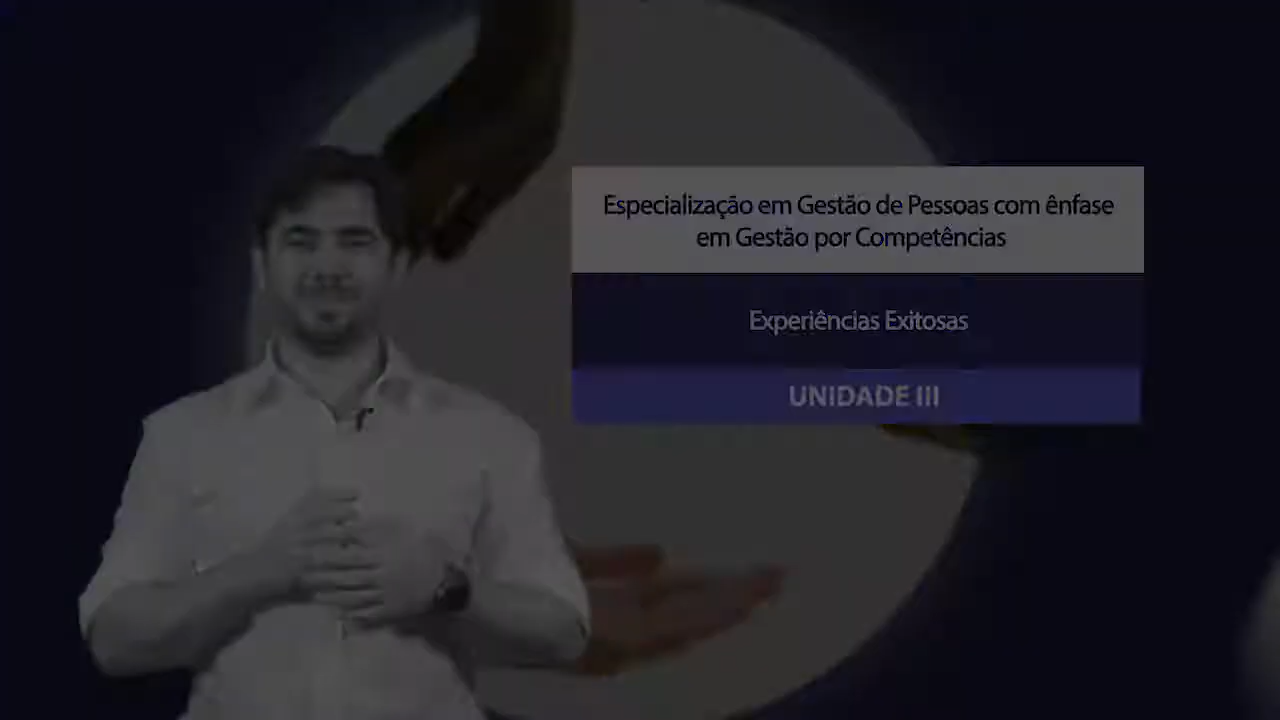 Especialização em Gestão de Pessoas com ênfase
em Gestão por Competências
Experiências Exitosas
UNIDADE III